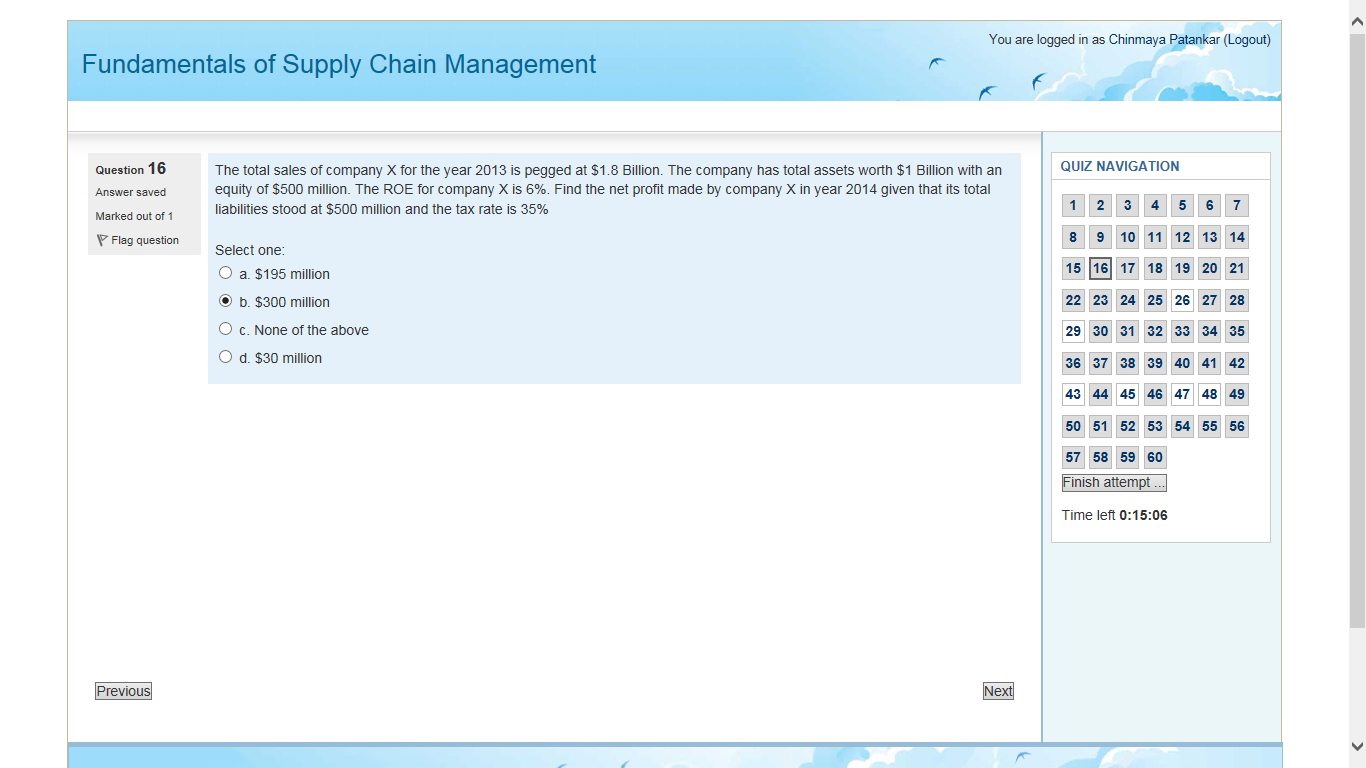 You are logged in as Chinmaya Patankar (Logout)
Fundamentals of Supply Chain Management
Question 16
Answer saved
Marked out of 1
Flag question
The total sales of company X for the year 2013 is pegged at $1.8 Billion. The company has total assets worth $1 Billion with an
equity of $500 million. The ROE for company X is 6%. Find the net profit made by company X in year 2014 given that its total
liabilities stood at $500 million and the tax rate is 35%
Select one:
a. $195 million
b. $300 million
c. None of the above
d. $30 million
Previous
Next
QUIZ NAVIGATION
1 2 3 4 5 6 7
8 9 10 11 12 13 14
15 16 17 18 19 20 21
22 23 24 25 26 27 28
29 30 31 32 33 34 35
36 37 38 39 40 41 42
43 44 45 46 47 48 49
50 51 52 53 54 55 56
57 58 59 60
Finish attempt ...
Time left 0:15:06